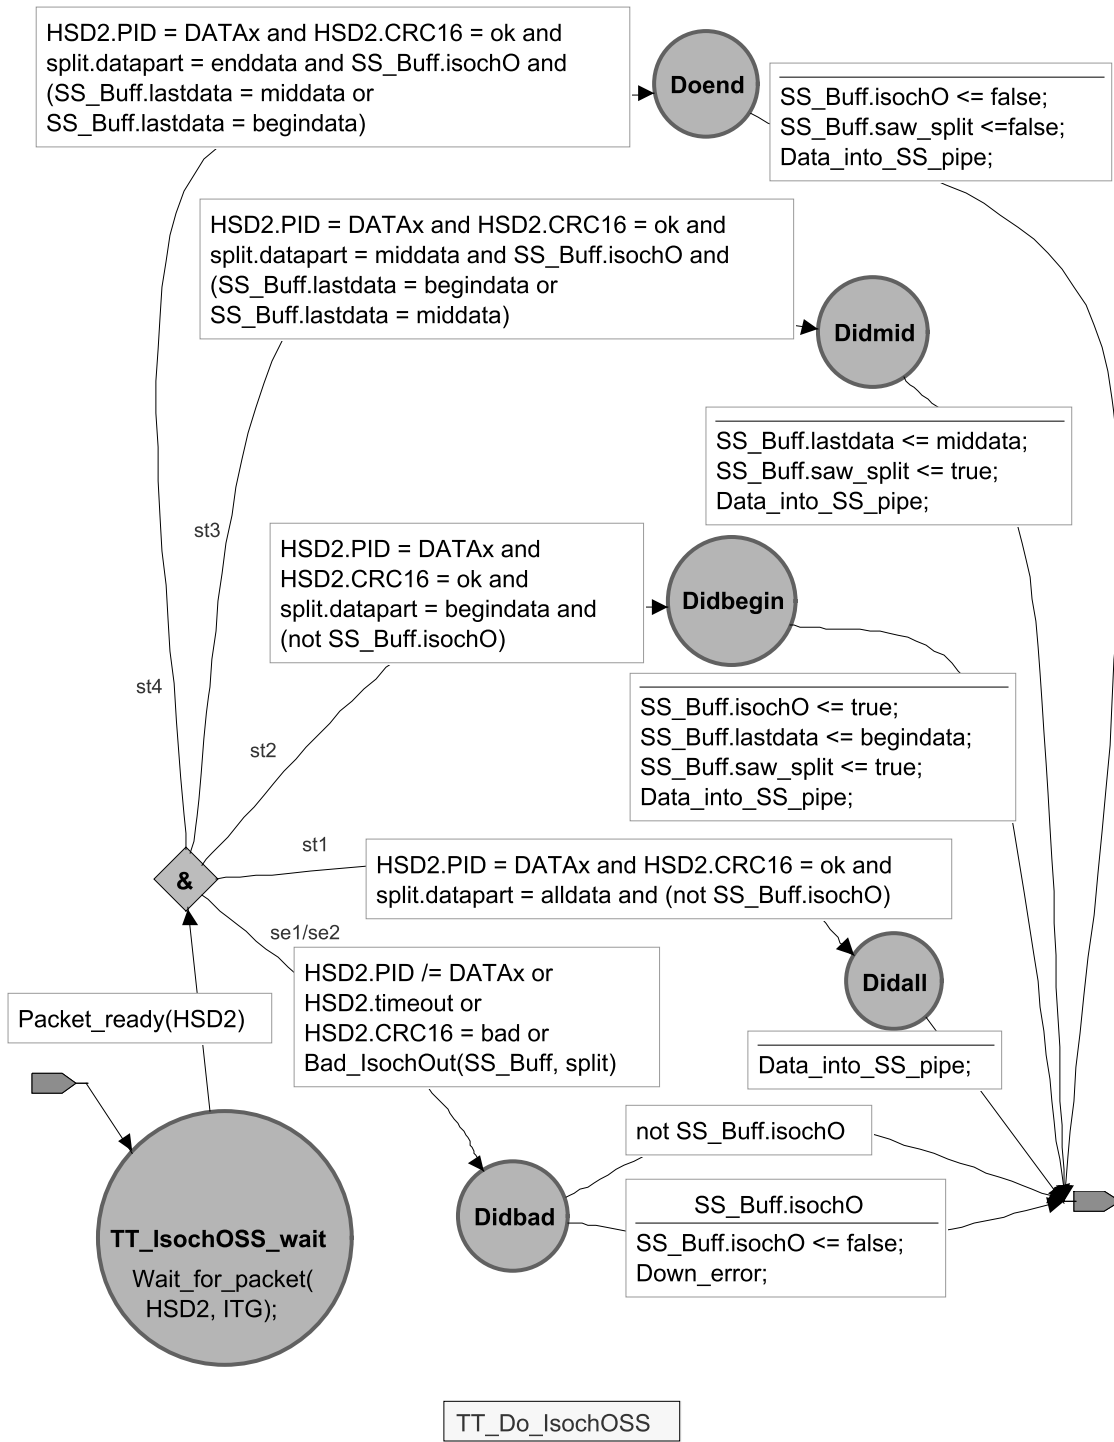 HSD2.PID = DATAx and HSD2.CRC16 = ok and
split.datapart = enddata and SS_Buff.isochO and
(SS_Buff.lastdata = middata or
SS_Buff.lastdata = begindata)
Doend
SS_Buff.isochO <= false;
SS_Buff.saw_split <=false;
Data_into_SS_pipe;
HSD2.PID = DATAx and HSD2.CRC16 = ok and
split.datapart = middata and SS_Buff.isochO and
(SS_Buff.lastdata = begindata or
SS_Buff.lastdata = middata)
Didmid
SS_Buff.lastdata <= middata;
SS_Buff.saw_split <= true;
Data_into_SS_pipe;
st3
HSD2.PID = DATAx and
HSD2.CRC16 = ok and
split.datapart = begindata and
(not SS_Buff.isochO)
Didbegin
st4
SS_Buff.isochO <= true;
SS_Buff.lastdata <= begindata;
SS_Buff.saw_split <= true;
Data_into_SS_pipe;
st2
st1
HSD2.PID = DATAx and HSD2.CRC16 = ok and
split.datapart = alldata and (not SS_Buff.isochO)
&
se1/se2
HSD2.PID /= DATAx or
HSD2.timeout or
HSD2.CRC16 = bad or
Bad_IsochOut(SS_Buff, split)
Didall
Packet_ready(HSD2)
Data_into_SS_pipe;
not SS_Buff.isochO
Didbad
SS_Buff.isochO
SS_Buff.isochO <= false;
Down_error;
TT_IsochOSS_wait
Wait_for_packet(
HSD2, ITG);
TT_Do_IsochOSS